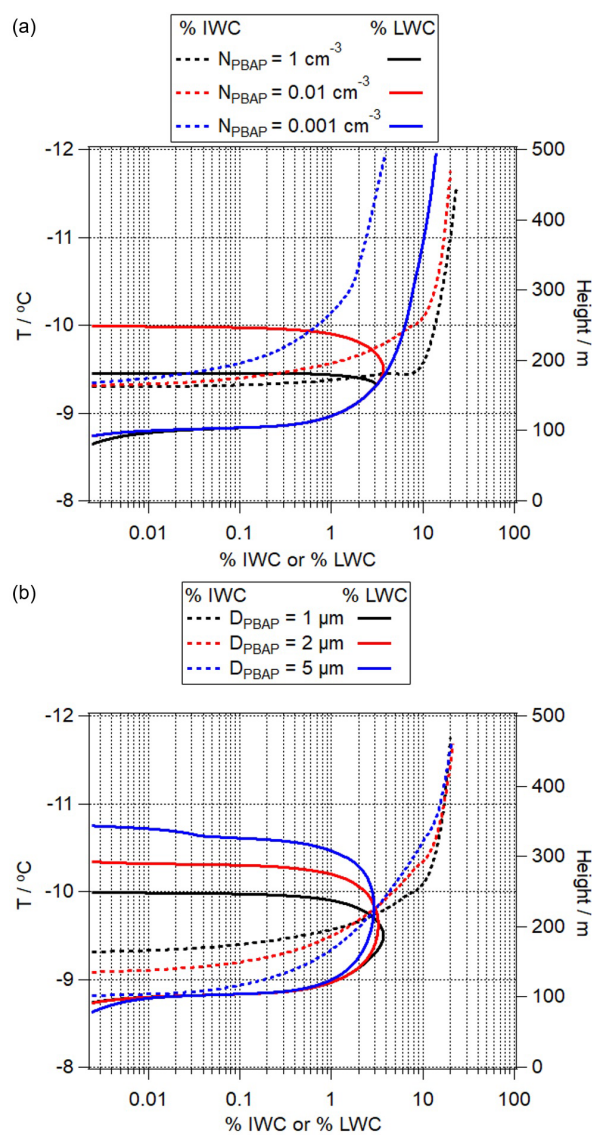 (a)
% IWC % LWC
N_PBAP = 1 cm⁻³
N_PBAP = 0.01 cm⁻³
N_PBAP = 0.001 cm⁻³
-12
-11
-10
-9
-8
T / ºC
500
400
300
200
100
0
Height / m
0.01 0.1 1 10 100
% IWC or % LWC
(b)
% IWC % LWC
D_PBAP = 1 µm
D_PBAP = 2 µm
D_PBAP = 5 µm
-12
-11
-10
-9
-8
T / ºC
500
400
300
200
100
0
Height / m
0.01 0.1 1 10 100
% IWC or % LWC